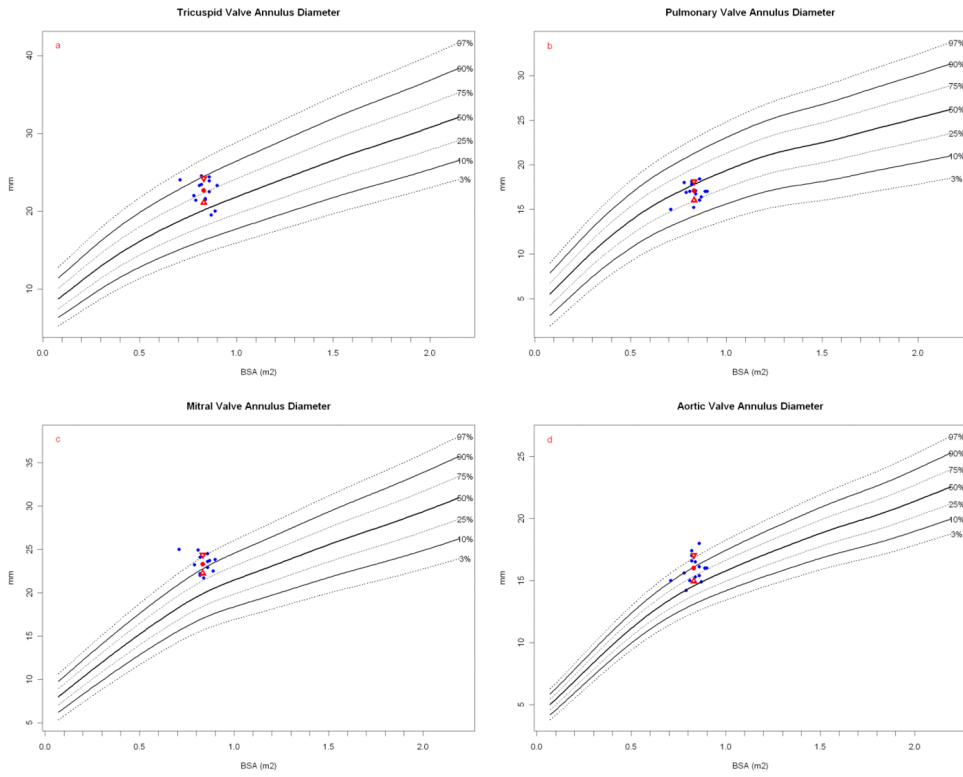 Tricuspid Valve Annulus Diameter
a
mm
10
20
30
40
97%
90%
75%
50%
25%
10%
3%
0.0 0.5 1.0 1.5 2.0
BSA (m2)
Pulmonary Valve Annulus Diameter
b
mm
5
10
15
20
25
30
97%
90%
75%
50%
25%
10%
3%
0.0 0.5 1.0 1.5 2.0
BSA (m2)
Mitral Valve Annulus Diameter
c
mm
5
10
15
20
25
30
35
97%
90%
75%
50%
25%
10%
3%
0.0 0.5 1.0 1.5 2.0
BSA (m2)
Aortic Valve Annulus Diameter
d
mm
5
10
15
20
25
97%
90%
75%
50%
25%
10%
3%
0.0 0.5 1.0 1.5 2.0
BSA (m2)